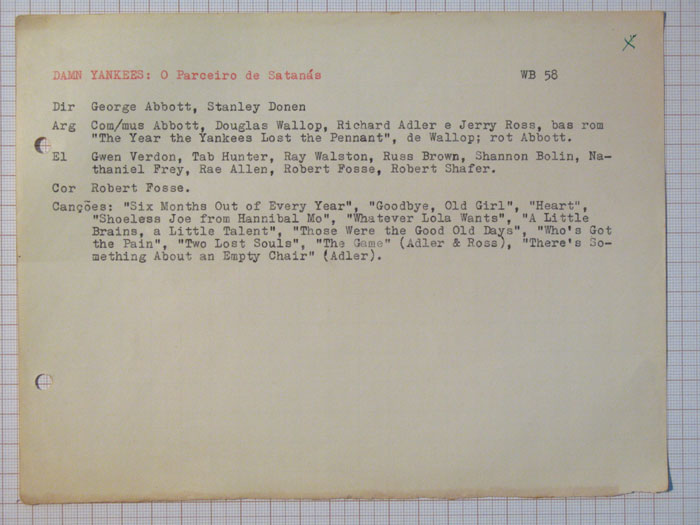 DAMN YANKEES: O Parceiro de Satanás WB 58
Dir George Abbott, Stanley Donen
Arg Com/mus Abbott, Douglas Wallop, Richard Adler e Jerry Ross, bas rom
"The Year the Yankees Lost the Pennant", de Wallop; rot Abbott.
El Gwen Verdon, Tab Hunter, Ray Walston, Russ Brown, Shannon Bolin, Na-
thaniel Frey, Rae Allen, Robert Fosse, Robert Shafer.
Cor Robert Fosse.
Canções: "Six Months Out of Every Year", "Goodbye, Old Girl", "Heart",
"Shoeless Joe from Hannibal Mo", "Whatever Lola Wants", "A Little
Brains, a Little Talent", "Those Were the Good Old Days", "Who's Got
the Pain", "Two Lost Souls", "The Game" (Adler & Ross), "There's So-
mething About an Empty Chair" (Adler).